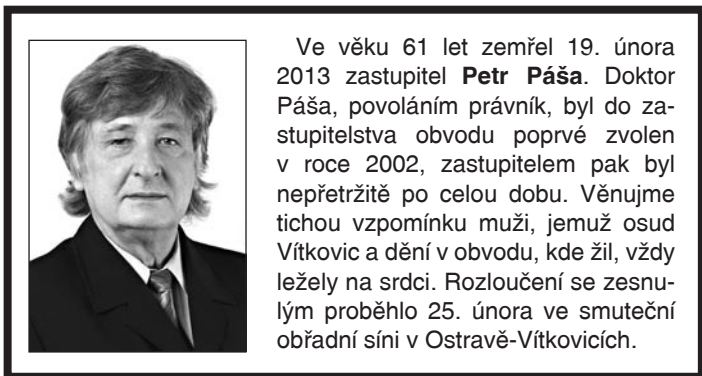 Ve věku 61 let zemřel 19. února
2013 zastupitel Petr Páša. Doktor
Páša, povoláním právník, byl do za-
stupitelstva obvodu poprvé zvolen
v roce 2002, zastupitelem pak byl
nepřetržitě po celou dobu. Věnujme
tichou vzpomínku muži, jemuž osud
Vítkovic a dění v obvodu, kde žil, vždy
ležely na srdci. Rozloučení se zesnu-
lým proběhlo 25. února ve smuteční
obřadní síni v Ostravě-Vítkovicích.